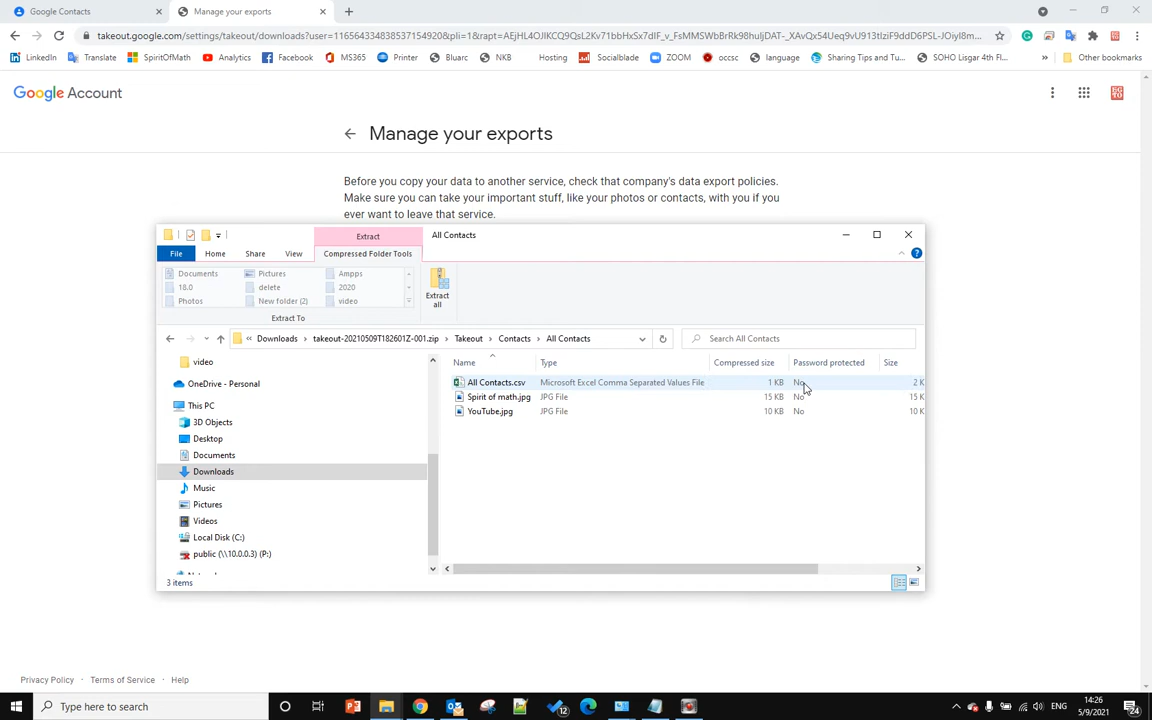 Google Contacts
Manage your exports
takeout.google.com/settings/takeout/downloads?user=
LinkedIn Translate SpiritOfMath Analytics Facebook MS365 Printer Bluarc NKB Hosting Socialblade ZOOM occsc language Sharing Tips and Tu... SOHO Lisgar 4th Fl... » Other bookmarks
Google Account
Manage your exports
Before you copy your data to another service, check that company's data export policies.
Make sure you can take your important stuff, like your photos or contacts, with you if you
ever want to leave that service.
Extract All Contacts
File Home Share View Compressed Folder Tools
Documents Pictures Ampps
18.0 delete 2020
Photos New folder (2) video
Extract all
Extract To
« Downloads > takeout-20210509T182601Z-001.zip > Takeout > Contacts > All Contacts
Search All Contacts
Name Type Compressed size Password protected Size
All Contacts.csv Microsoft Excel Comma Separated Values File 1 KB No 2 K
Spirit of math.jpg JPG File 15 KB No 15 K
YouTube.jpg JPG File 10 KB No 10 K
video
OneDrive - Personal
This PC
3D Objects
Desktop
Documents
Downloads
Music
Pictures
Videos
Local Disk (C:)
public (\\10.0.0.3) (P:)
3 items
Privacy Policy Terms of Service Help
Type here to search
12
ENG
14:26
5/9/2021
24